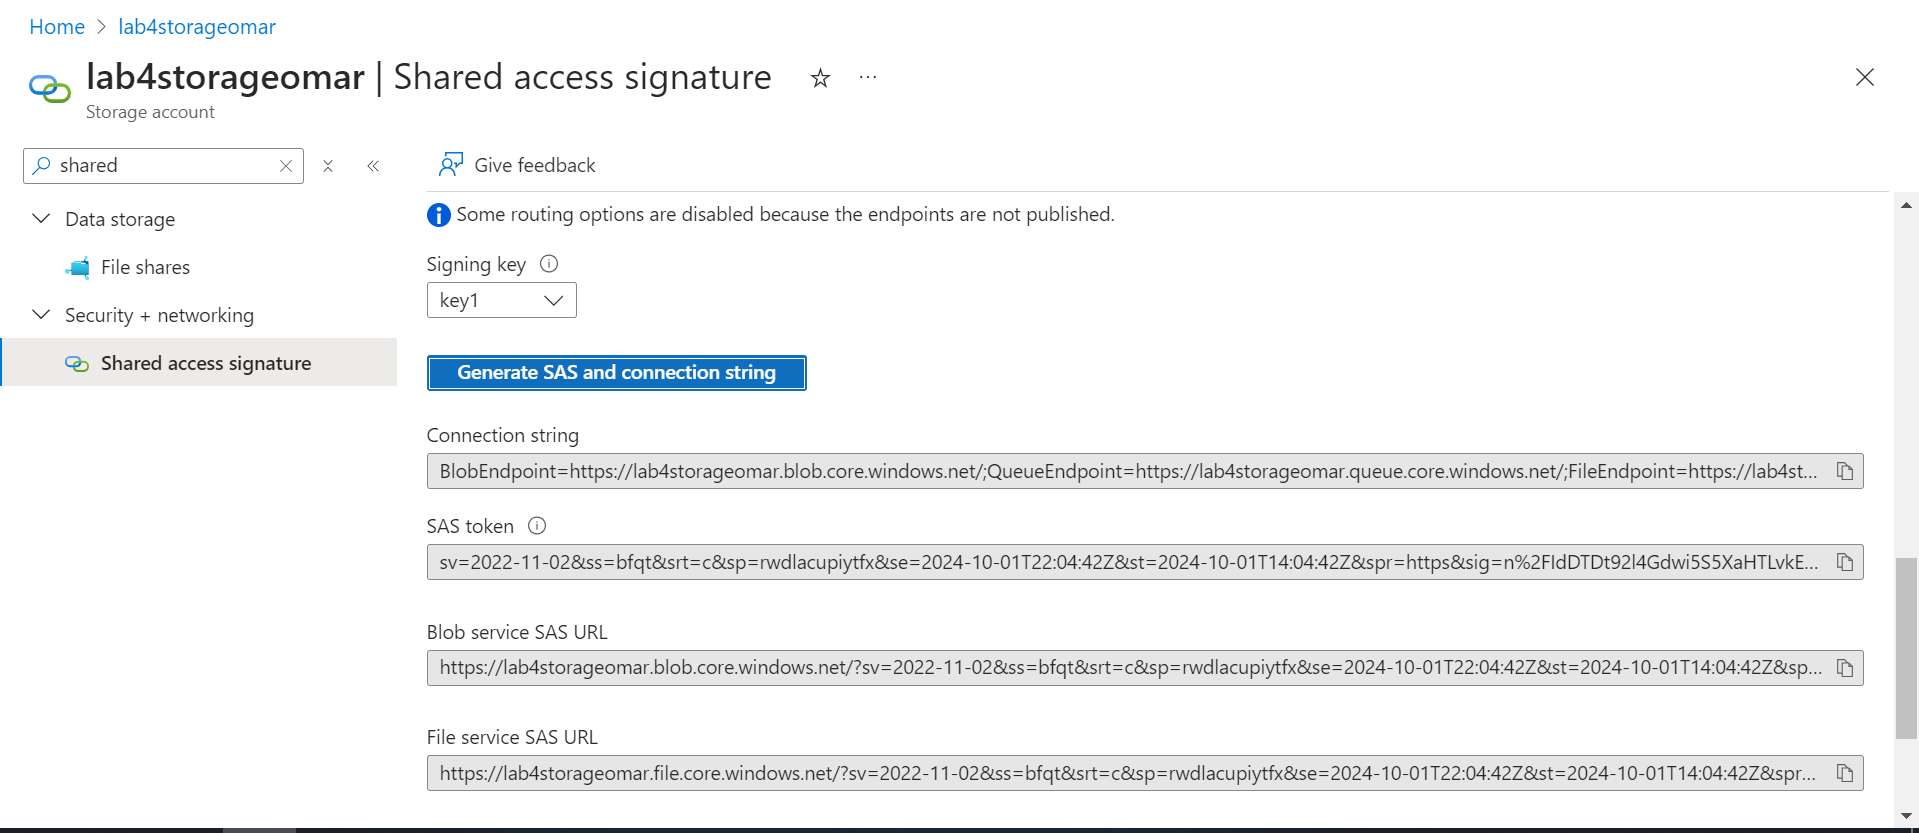 Home > lab4storageomar
lab4storageomar | Shared access signature
Storage account
shared
Data storage
File shares
Security + networking
Shared access signature
Give feedback
Some routing options are disabled because the endpoints are not published.
Signing key
key1
Generate SAS and connection string
Connection string
BlobEndpoint=https://lab4storageomar.blob.core.windows.net/;QueueEndpoint=https://lab4storageomar.queue.core.windows.net/;FileEndpoint=https://lab4st...
SAS token
sv=2022-11-02&ss=bfqt&srt=c&sp=rwdlacupiytfx&se=2024-10-01T22:04:42Z&st=2024-10-01T14:04:42Z&spr=https&sig=n%2FIdDTDt92l4Gdwi5S5XaHTLvkE...
Blob service SAS URL
https://lab4storageomar.blob.core.windows.net/?sv=2022-11-02&ss=bfqt&srt=c&sp=rwdlacupiytfx&se=2024-10-01T22:04:42Z&st=2024-10-01T14:04:42Z&sp...
File service SAS URL
https://lab4storageomar.file.core.windows.net/?sv=2022-11-02&ss=bfqt&srt=c&sp=rwdlacupiytfx&se=2024-10-01T22:04:42Z&st=2024-10-01T14:04:42Z&spr...